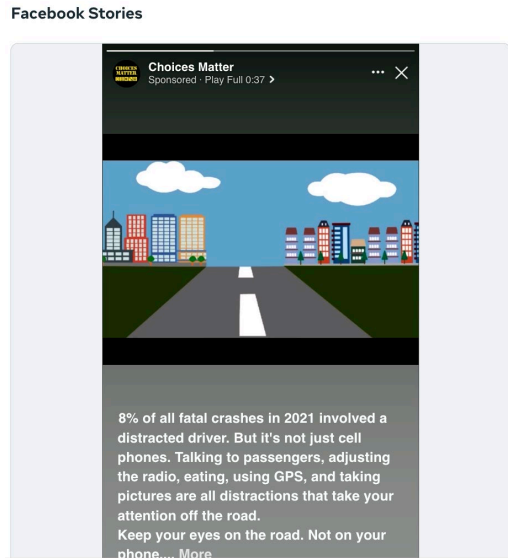 Facebook Stories
CHOICES
MATTER
Choices Matter
Sponsored · Play Full 0:37 >
8% of all fatal crashes in 2021 involved a
distracted driver. But it's not just cell
phones. Talking to passengers, adjusting
the radio, eating, using GPS, and taking
pictures are all distractions that take your
attention off the road.
Keep your eyes on the road. Not on your
phone.... More